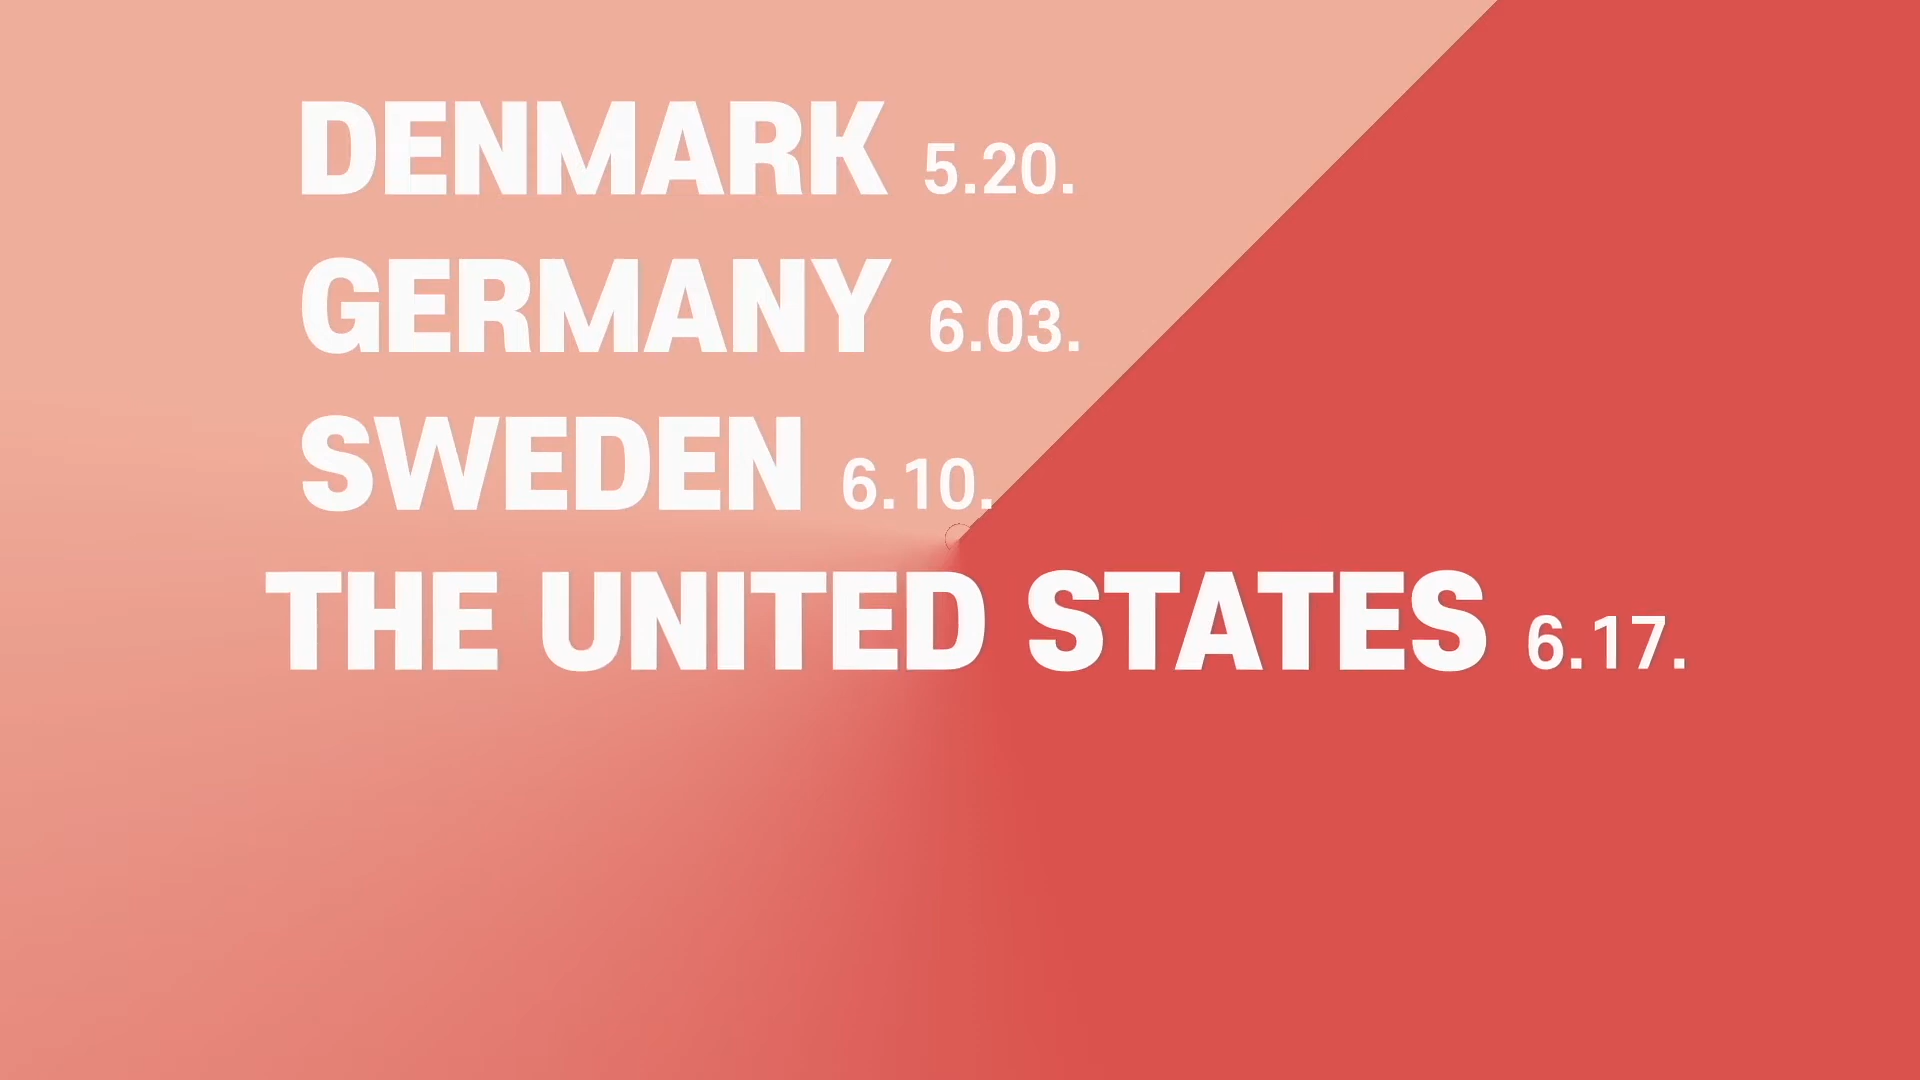 DENMARK 5.20.
GERMANY 6.03.
SWEDEN 6.10.
THE UNITED STATES 6.17.